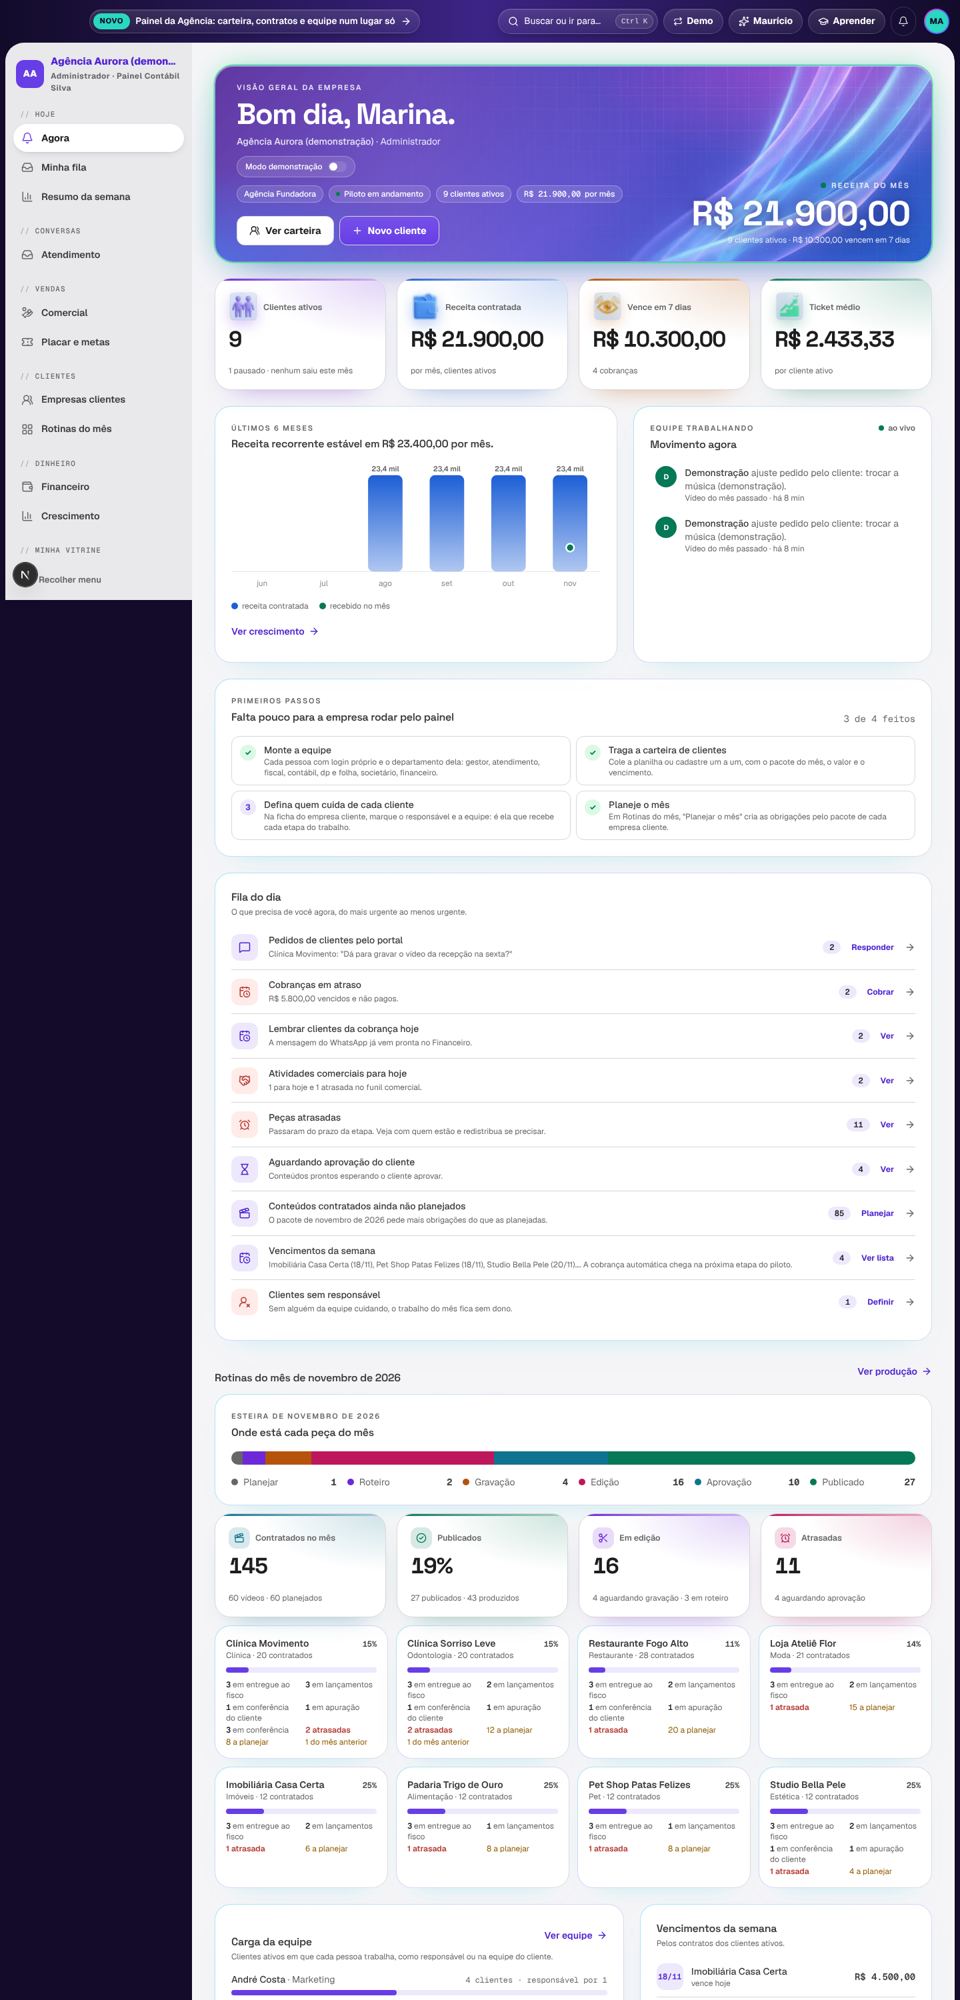 NOVO Painel da Agência: carteira, contratos e equipe num lugar só
Buscar ou ir para... Ctrl K
Demo
Maurício
Aprender
MA
AA
Agência Aurora (demon...
Administrador · Painel Contábil
Silva
// HOJE
Agora
Minha fila
Resumo da semana
// CONVERSAS
Atendimento
// VENDAS
Comercial
Placar e metas
// CLIENTES
Empresas clientes
Rotinas do mês
// DINHEIRO
Financeiro
Crescimento
// MINHA VITRINE
N Recolher menu
VISÃO GERAL DA EMPRESA
Bom dia, Marina.
Agência Aurora (demonstração) · Administrador
Modo demonstração
Agência Fundadora
Piloto em andamento
9 clientes ativos
R$ 21.900,00 por mês
Ver carteira
Novo cliente
RECEITA DO MÊS
R$ 21.900,00
9 clientes ativos · R$ 10.300,00 vencem em 7 dias
Clientes ativos
9
1 pausado · nenhum saiu este mês
Receita contratada
R$ 21.900,00
por mês, clientes ativos
Vence em 7 dias
R$ 10.300,00
4 cobranças
Ticket médio
R$ 2.433,33
por cliente ativo
ÚLTIMOS 6 MESES
Receita recorrente estável em R$ 23.400,00 por mês.
23,4 mil 23,4 mil 23,4 mil 23,4 mil
jun jul ago set out nov
receita contratada recebido no mês
Ver crescimento
EQUIPE TRABALHANDO
ao vivo
Movimento agora
D
Demonstração ajuste pedido pelo cliente: trocar a
música (demonstração).
Vídeo do mês passado · há 8 min
D
Demonstração ajuste pedido pelo cliente: trocar a
música (demonstração).
Vídeo do mês passado · há 8 min
PRIMEIROS PASSOS
Falta pouco para a empresa rodar pelo painel
3 de 4 feitos
Monte a equipe
Cada pessoa com login próprio e o departamento dela: gestor, atendimento,
fiscal, contábil, dp e folha, societário, financeiro.
Traga a carteira de clientes
Cole a planilha ou cadastre um a um, com o pacote do mês, o valor e o
vencimento.
3
Defina quem cuida de cada cliente
Na ficha do empresa cliente, marque o responsável e a equipe: é ela que recebe
cada etapa do trabalho.
Planeje o mês
Em Rotinas do mês, "Planejar o mês" cria as obrigações pelo pacote de cada
empresa cliente.
Fila do dia
O que precisa de você agora, do mais urgente ao menos urgente.
Pedidos de clientes pelo portal
Clínica Movimento: "Dá para gravar o vídeo da recepção na sexta?"
2 Responder
Cobranças em atraso
R$ 5.800,00 vencidos e não pagos.
2 Cobrar
Lembrar clientes da cobrança hoje
A mensagem do WhatsApp já vem pronta no Financeiro.
2 Ver
Atividades comerciais para hoje
1 para hoje e 1 atrasada no funil comercial.
2 Ver
Peças atrasadas
Passaram do prazo da etapa. Veja com quem estão e redistribua se precisar.
11 Ver
Aguardando aprovação do cliente
Conteúdos prontos esperando o cliente aprovar.
4 Ver
Conteúdos contratados ainda não planejados
O pacote de novembro de 2026 pede mais obrigações do que as planejadas.
85 Planejar
Vencimentos da semana
Imobiliária Casa Certa (18/11), Pet Shop Patas Felizes (18/11), Studio Bella Pele (20/11)... A cobrança automática chega na próxima etapa do piloto.
4 Ver lista
Clientes sem responsável
Sem alguém da equipe cuidando, o trabalho do mês fica sem dono.
1 Definir
Rotinas do mês de novembro de 2026
Ver produção
ESTEIRA DE NOVEMBRO DE 2026
Onde está cada peça do mês
Planejar 1 Roteiro 2 Gravação 4 Edição 16 Aprovação 10 Publicado 27
Contratados no mês
145
60 vídeos · 60 planejados
Publicados
19%
27 publicados · 43 produzidos
Em edição
16
4 aguardando gravação · 3 em roteiro
Atrasadas
11
4 aguardando aprovação
Clínica Movimento 15%
Clínica · 20 contratados
3 em entregue ao fisco 3 em lançamentos
1 em conferência do cliente 1 em apuração
3 em conferência 2 atrasadas
8 a planejar 1 do mês anterior
Clínica Sorriso Leve 15%
Odontologia · 20 contratados
3 em entregue ao fisco 2 em lançamentos
1 em conferência do cliente 1 em apuração
2 atrasadas 12 a planejar
1 do mês anterior
Restaurante Fogo Alto 11%
Restaurante · 28 contratados
3 em entregue ao fisco 2 em lançamentos
1 em conferência do cliente 1 em apuração
1 atrasada 20 a planejar
Loja Ateliê Flor 14%
Moda · 21 contratados
3 em entregue ao fisco 2 em lançamentos
1 atrasada 15 a planejar
Imobiliária Casa Certa 25%
Imóveis · 12 contratados
3 em entregue ao fisco 2 em lançamentos
1 atrasada 6 a planejar
Padaria Trigo de Ouro 25%
Alimentação · 12 contratados
3 em entregue ao fisco 1 em lançamentos
1 atrasada 8 a planejar
Pet Shop Patas Felizes 25%
Pet · 12 contratados
3 em entregue ao fisco 1 em lançamentos
1 atrasada 8 a planejar
Studio Bella Pele 25%
Estética · 12 contratados
3 em entregue ao fisco 2 em lançamentos
1 em conferência do cliente 1 em apuração
1 atrasada 4 a planejar
Carga da equipe
Ver equipe
Clientes ativos em que cada pessoa trabalha, como responsável ou na equipe do cliente.
André Costa · Marketing
4 clientes · responsável por 1
Vencimentos da semana
Pelos contratos dos clientes ativos.
18/11
Imobiliária Casa Certa
vence hoje
R$ 4.500,00